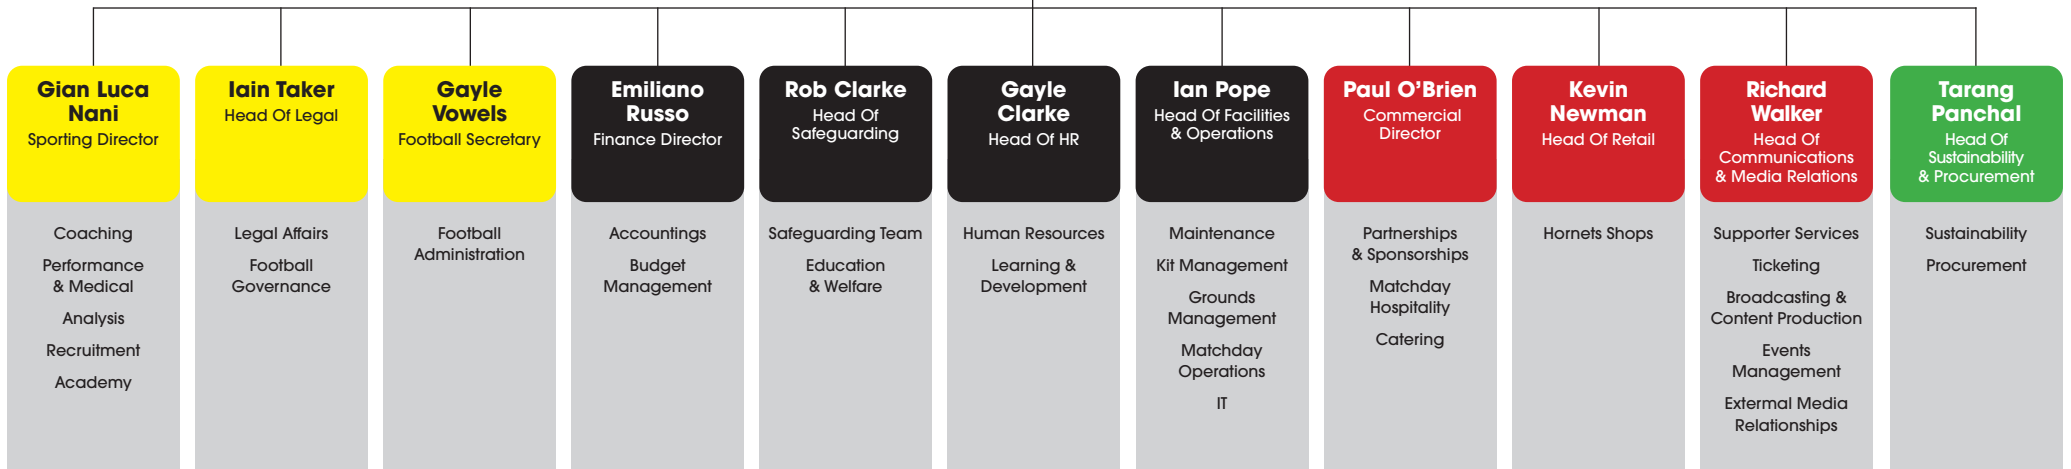 Gian Luca
Nani
Sporting Director
Coaching
Performance
& Medical
Analysis
Recruitment
Academy
Iain Taker
Head Of Legal
Legal Affairs
Football
Governance
Gayle
Vowels
Football Secretary
Football
Administration
Emiliano
Russo
Finance Director
Accountings
Budget
Management
Rob Clarke
Head Of
Safeguarding
Safeguarding Team
Education
& Welfare
Gayle
Clarke
Head Of HR
Human Resources
Learning &
Development
Ian Pope
Head Of Facilities
& Operations
Maintenance
Kit Management
Grounds
Management
Matchday
Operations
IT
Paul O’Brien
Commercial
Director
Partnerships
& Sponsorships
Matchday
Hospitality
Catering
Kevin
Newman
Head Of Retail
Hornets Shops
Richard
Walker
Head Of
Communications
& Media Relations
Supporter Services
Ticketing
Broadcasting &
Content Production
Events
Management
Extermal Media
Relationships
Tarang
Panchal
Head Of
Sustainability
& Procurement
Sustainability
Procurement